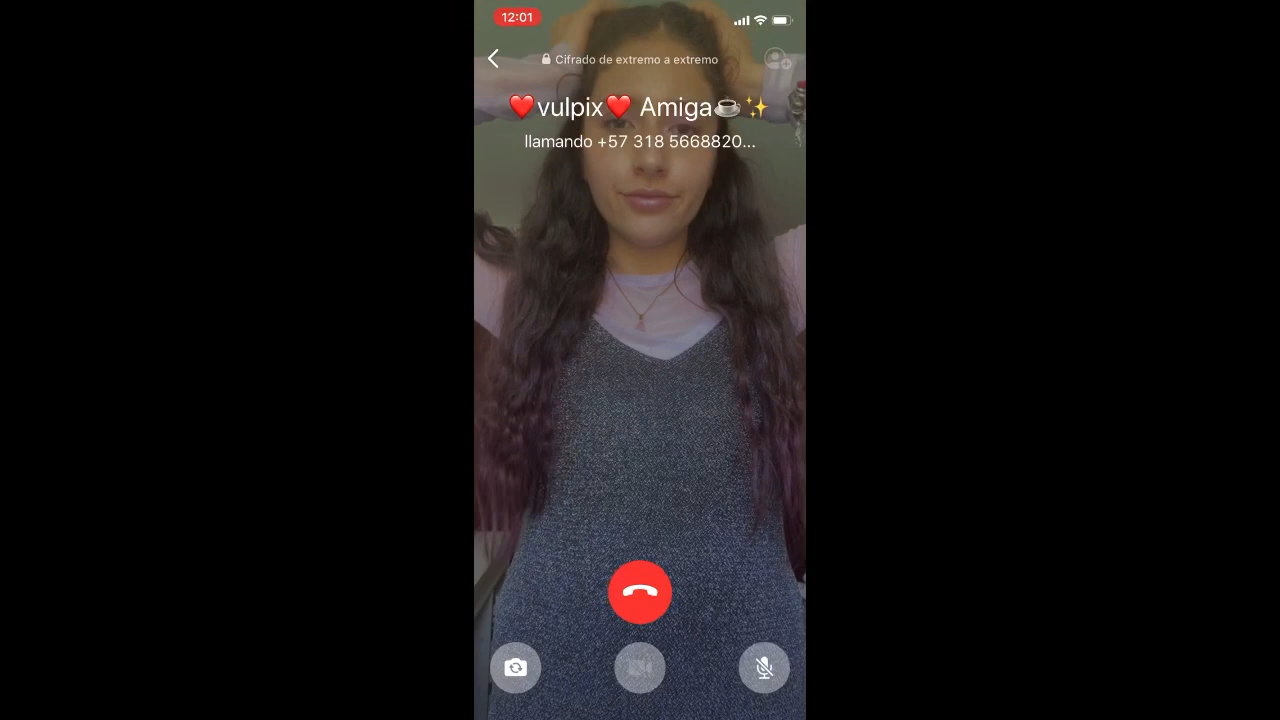 12:01
Cifrado de extremo a extremo
❤️vulpix❤️ Amiga☕✨
llamando +57 318 5668820...